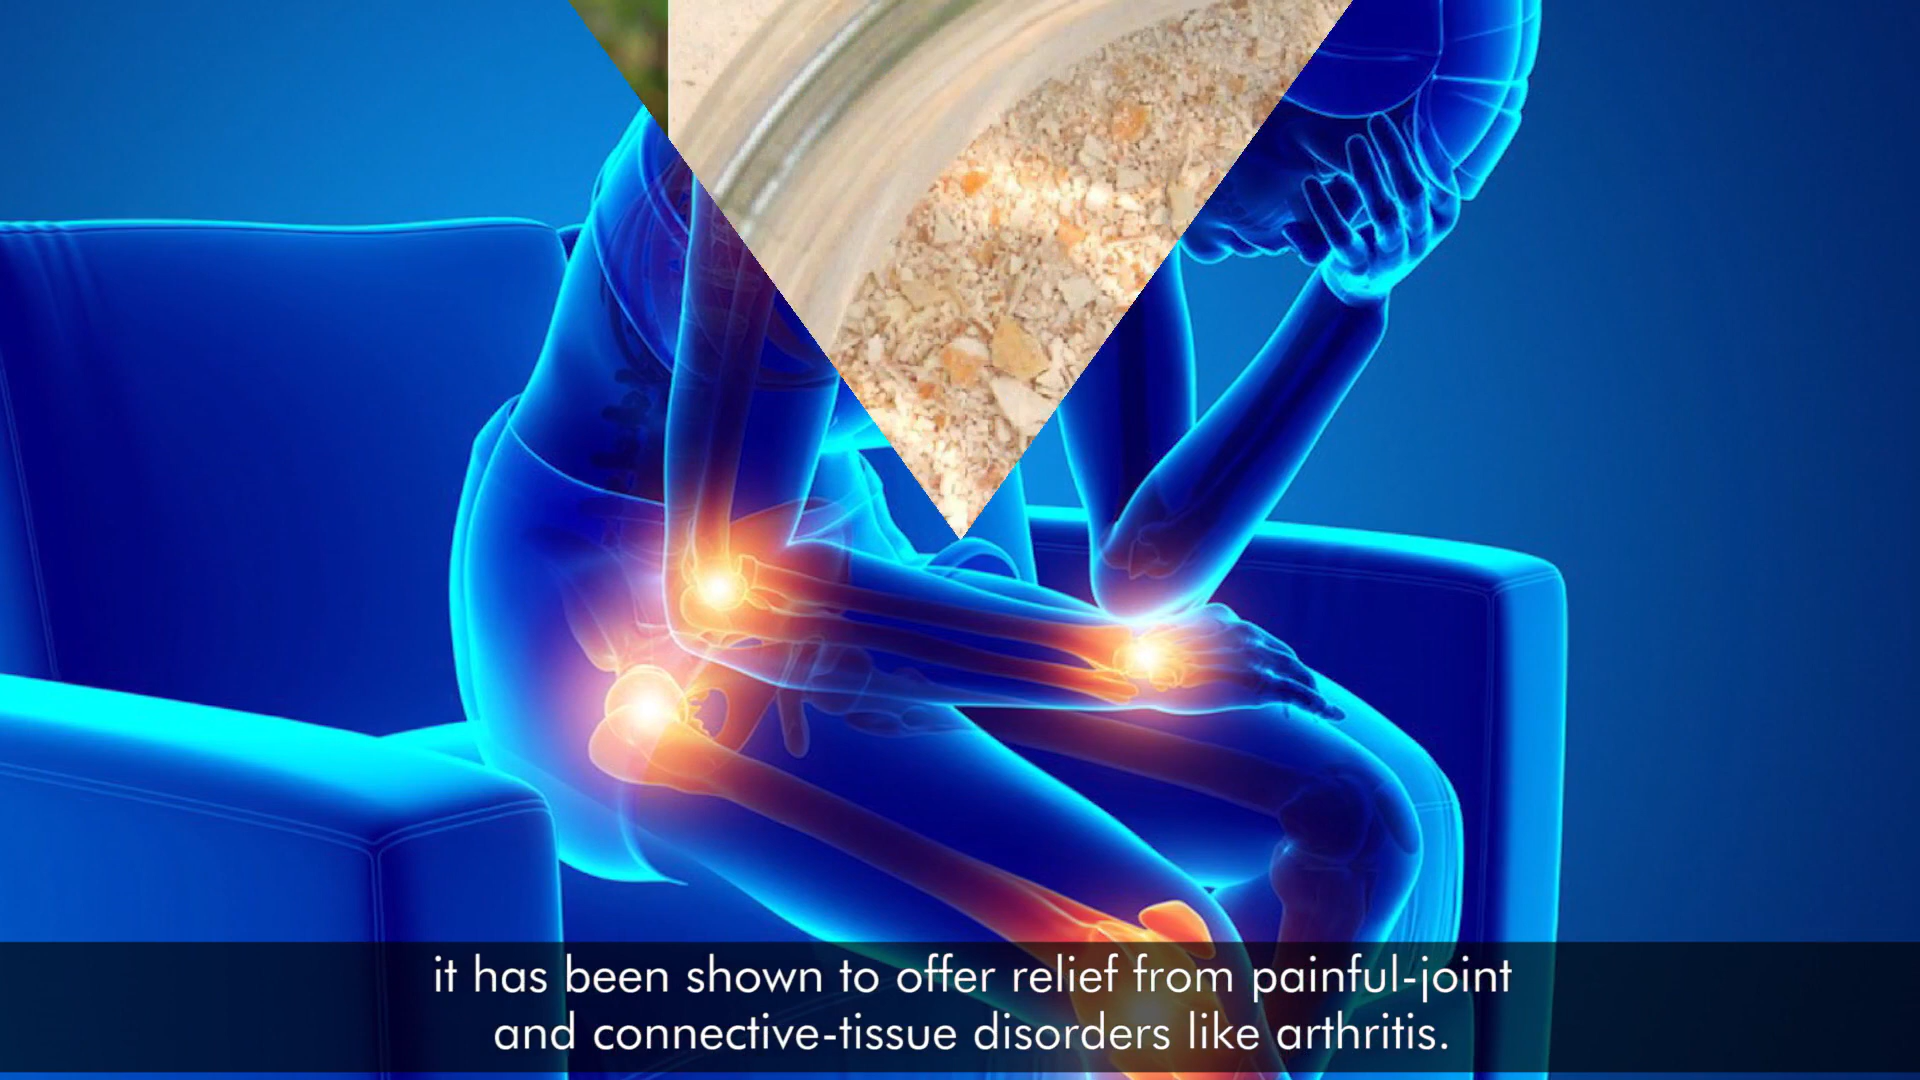 it has been shown to offer relief from painful-joint
and connective-tissue disorders like arthritis.